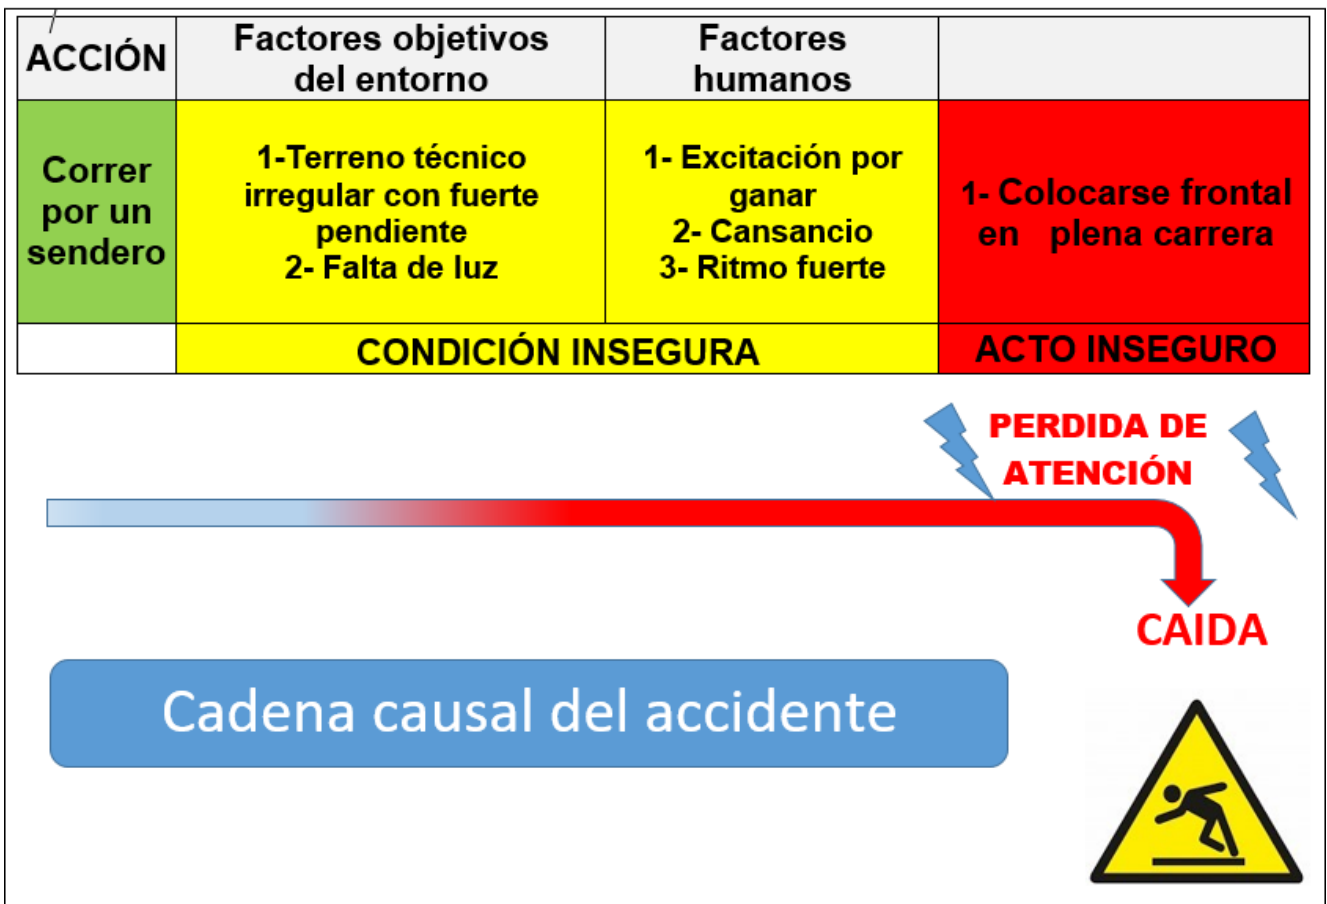 ACCIÓN
Factores objetivos
del entorno
Factores
humanos
Correr
por un
sendero
1-Terreno técnico
irregular con fuerte
pendiente
2- Falta de luz
1- Excitación por
ganar
2- Cansancio
3- Ritmo fuerte
1- Colocarse frontal
en plena carrera
CONDICIÓN INSEGURA
ACTO INSEGURO
PERDIDA DE
ATENCIÓN
CAIDA
Cadena causal del accidente